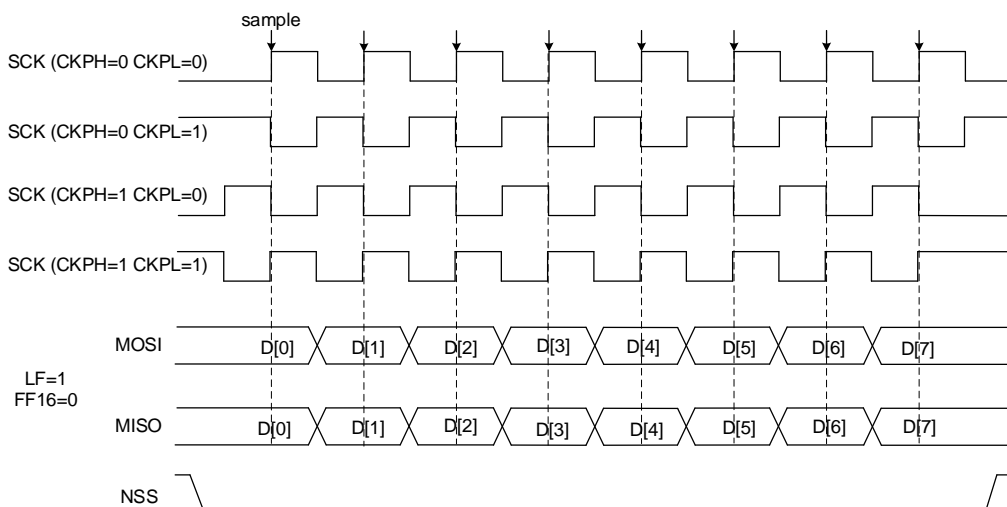 sample
SCK (CKPH=0 CKPL=0)
SCK (CKPH=0 CKPL=1)
SCK (CKPH=1 CKPL=0)
SCK (CKPH=1 CKPL=1)
MOSI D[0] D[1] D[2] D[3] D[4] D[5] D[6] D[7]
LF=1
FF16=0
MISO D[0] D[1] D[2] D[3] D[4] D[5] D[6] D[7]
NSS